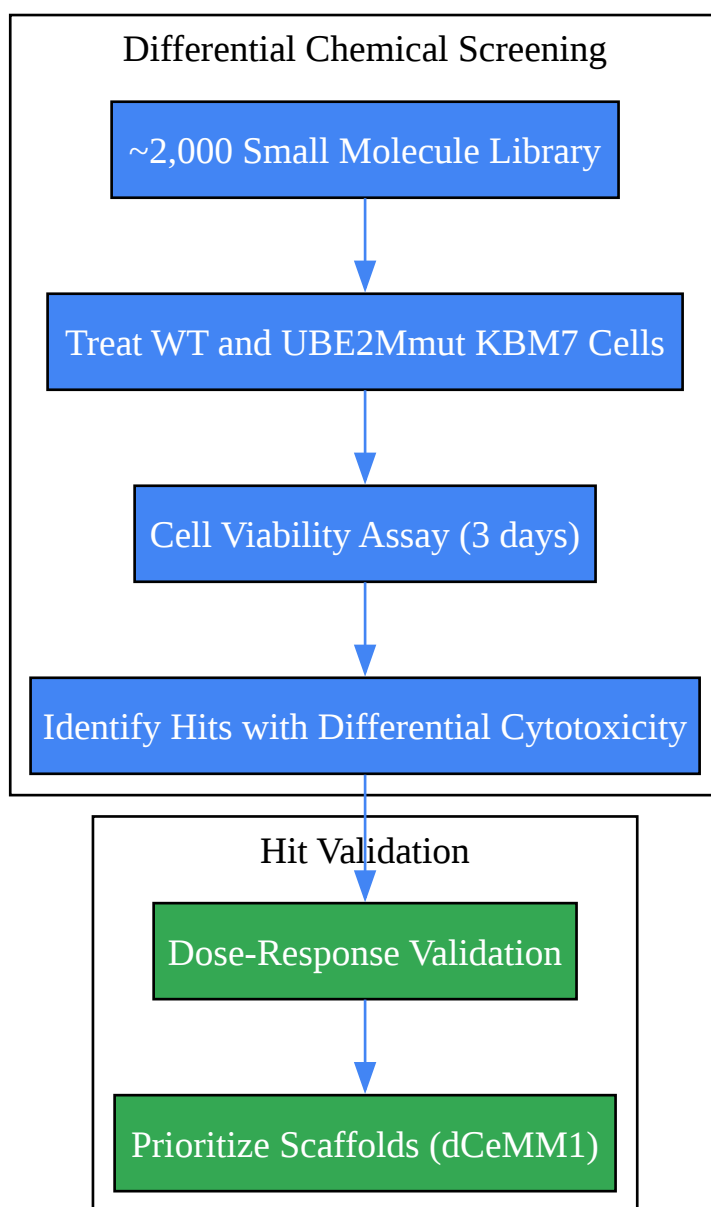 Differential Chemical Screening
~2,000 Small Molecule Library
Treat WT and UBE2Mmut KBM7 Cells
Cell Viability Assay (3 days)
Identify Hits with Differential Cytotoxicity
Hit Validation
Dose-Response Validation
Prioritize Scaffolds (dCeMM1)